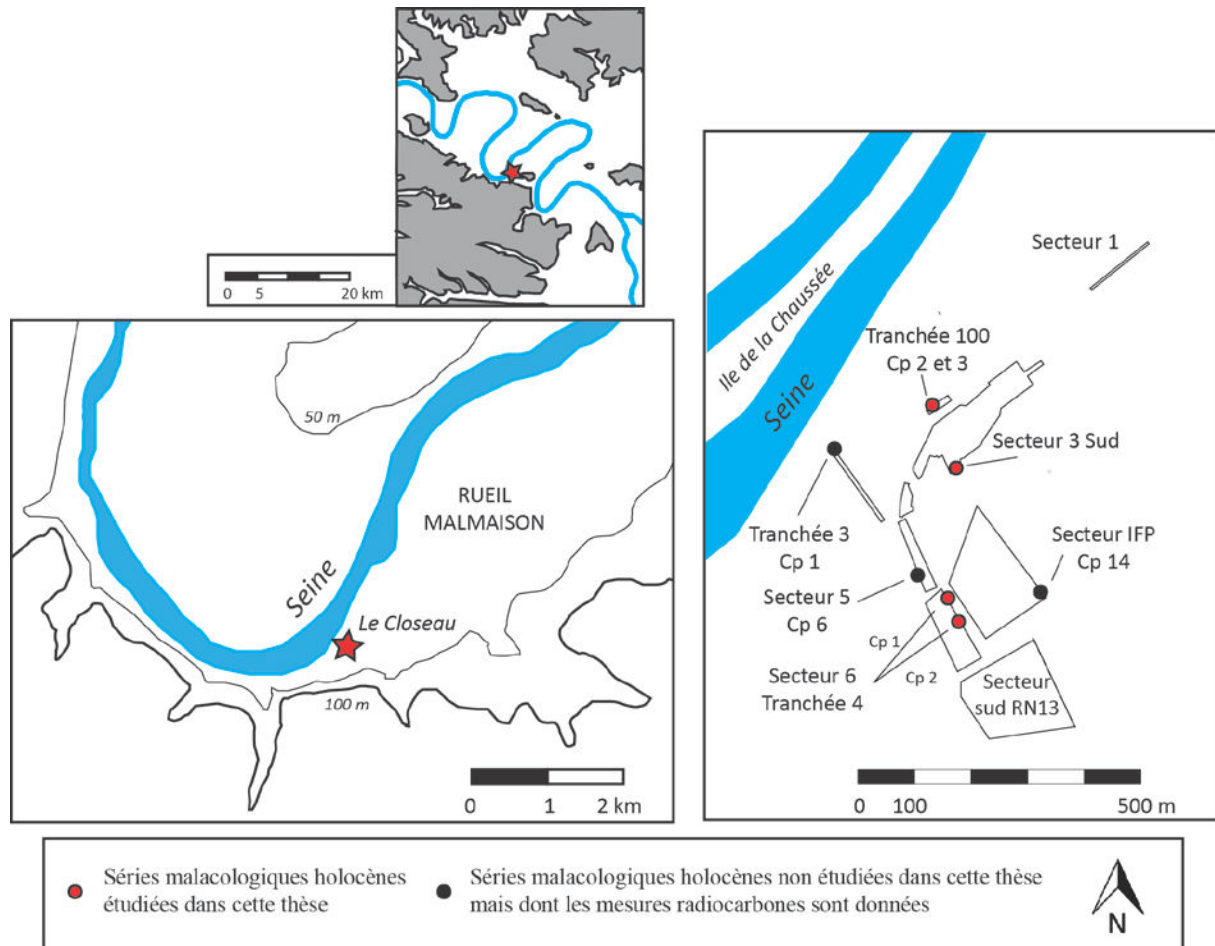 0 5 20 km
50 m
RUEIL
MALMAISON
Seine
Le Closeau
100 m
0 1 2 km
Secteur 1
Ile de la Chaussée
Tranchée 100
Cp 2 et 3
Seine
Secteur 3 Sud
Tranchée 3
Cp 1
Secteur IFP
Cp 14
Secteur 5
Cp 6
Cp 1
Cp 2
Secteur 6
Tranchée 4
Secteur
sud RN13
0 100 500 m
Séries malacologiques holocènes
étudiées dans cette thèse
Séries malacologiques holocènes non étudiées dans cette thèse
mais dont les mesures radiocarbones sont données
N